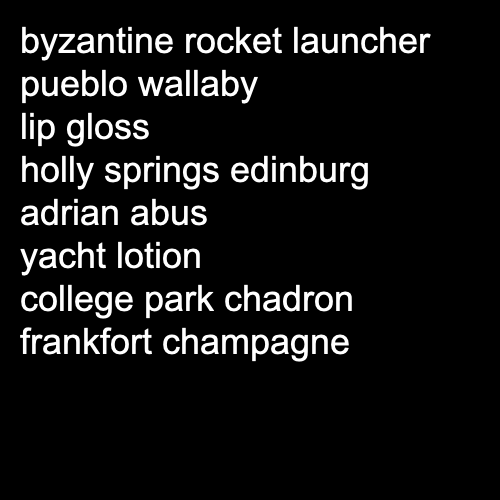 byzantine rocket launcher
pueblo wallaby
lip gloss
holly springs edinburg
adrian abus
yacht lotion
college park chadron
frankfort champagne